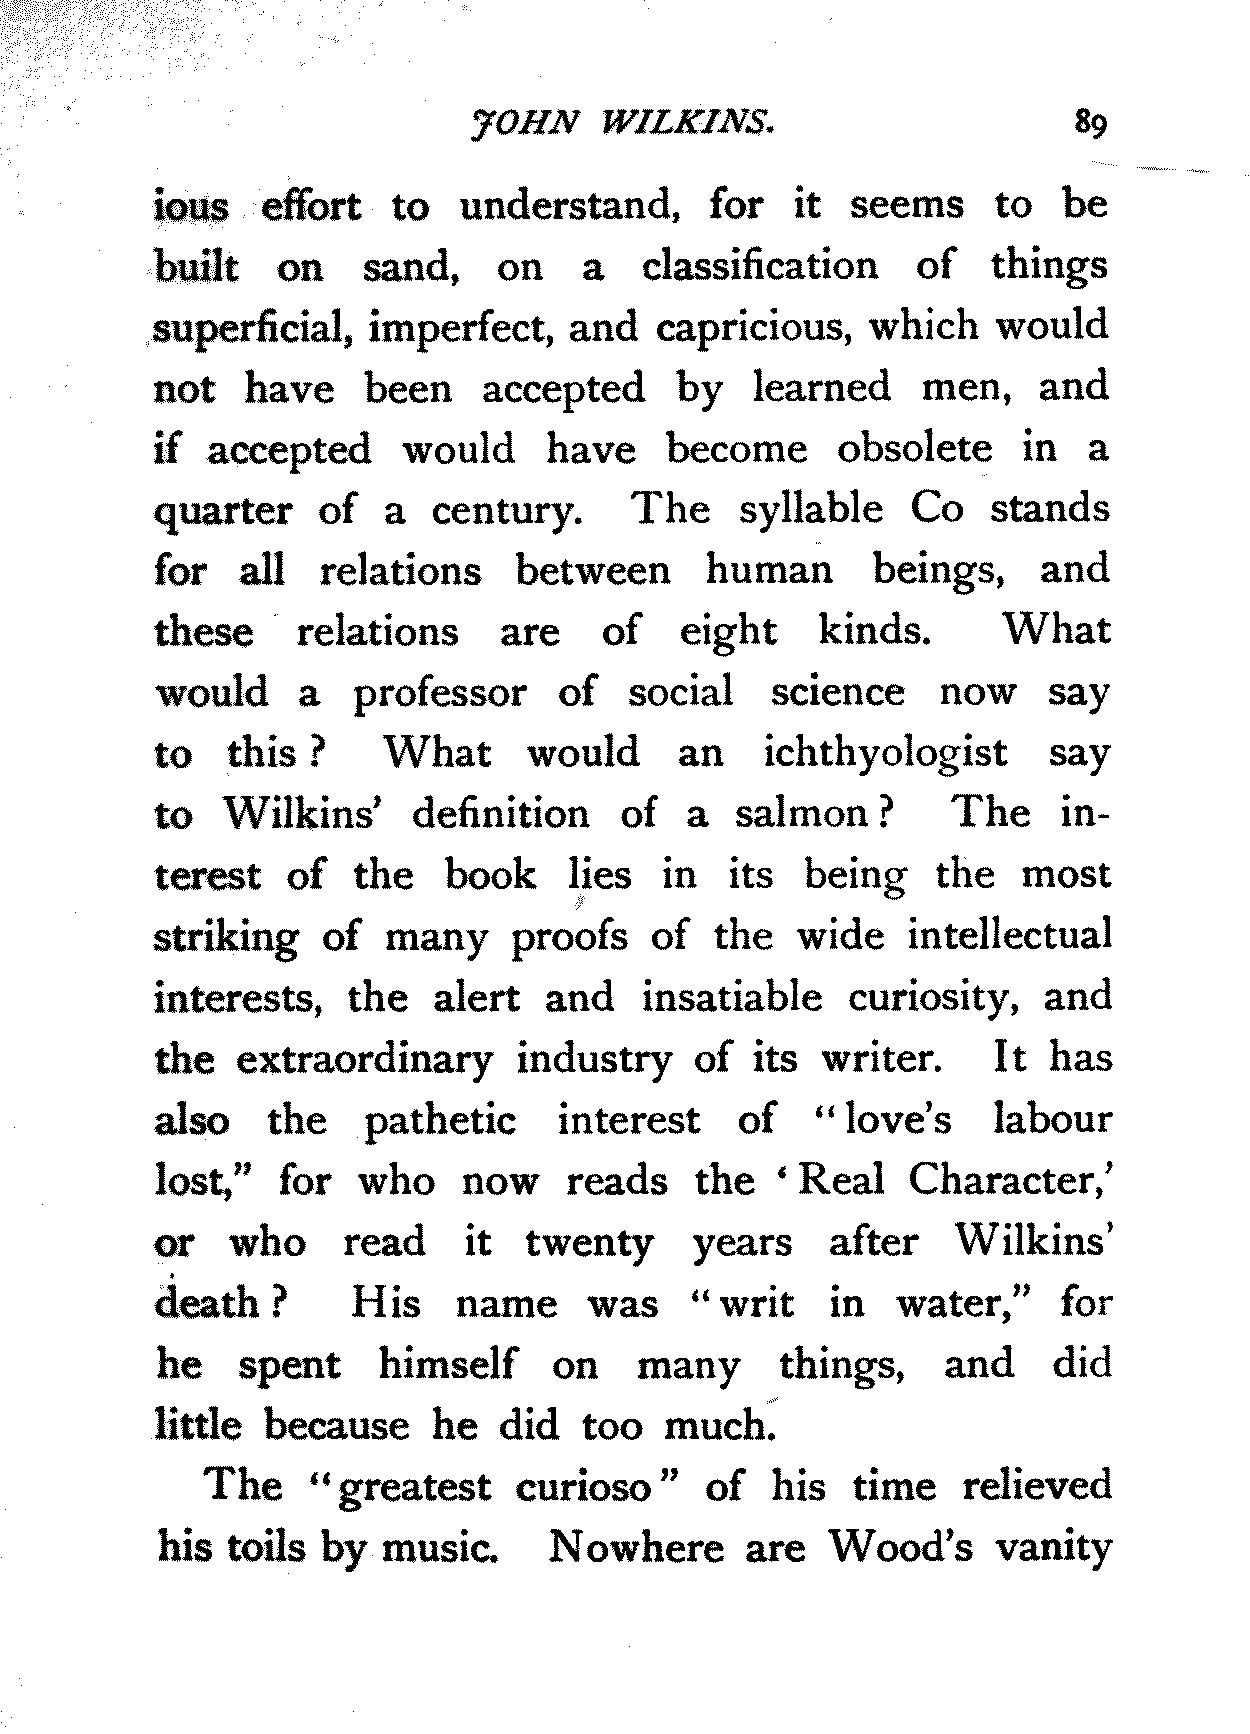 JOHN WILKINS. 89
ious effort to understand, for it seems to be
built on sand, on a classification of things
superficial, imperfect, and capricious, which would
not have been accepted by learned men, and
if accepted would have become obsolete in a
quarter of a century. The syllable Co stands
for all relations between human beings, and
these relations are of eight kinds. What
would a professor of social science now say
to this ? What would an ichthyologist say
to Wilkins' definition of a salmon ? The in-
terest of the book lies in its being the most
striking of many proofs of the wide intellectual
interests, the alert and insatiable curiosity, and
the extraordinary industry of its writer. It has
also the pathetic interest of “love's labour
lost,” for who now reads the ‘Real Character,’
or who read it twenty years after Wilkins'
death ? His name was “writ in water,” for
he spent himself on many things, and did
little because he did too much.
The “greatest curioso” of his time relieved
his toils by music. Nowhere are Wood's vanity